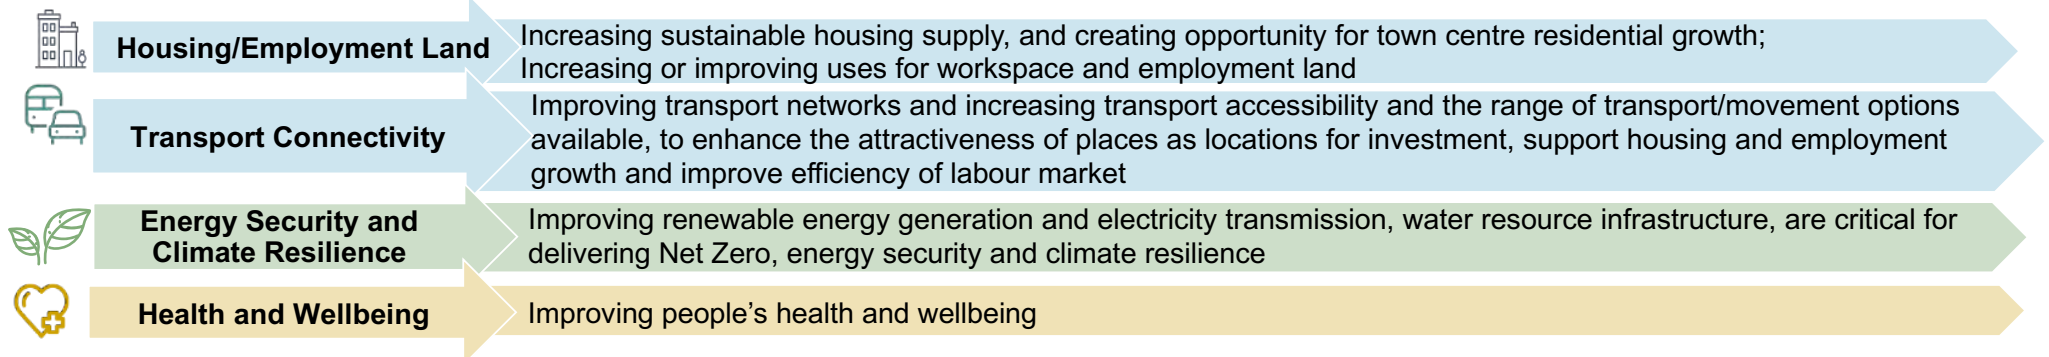 Housing/Employment Land
Increasing sustainable housing supply, and creating opportunity for town centre residential growth;
Increasing or improving uses for workspace and employment land
Transport Connectivity
Improving transport networks and increasing transport accessibility and the range of transport/movement options
available, to enhance the attractiveness of places as locations for investment, support housing and employment
growth and improve efficiency of labour market
Energy Security and
Climate Resilience
Improving renewable energy generation and electricity transmission, water resource infrastructure, are critical for
delivering Net Zero, energy security and climate resilience
Health and Wellbeing
Improving people’s health and wellbeing